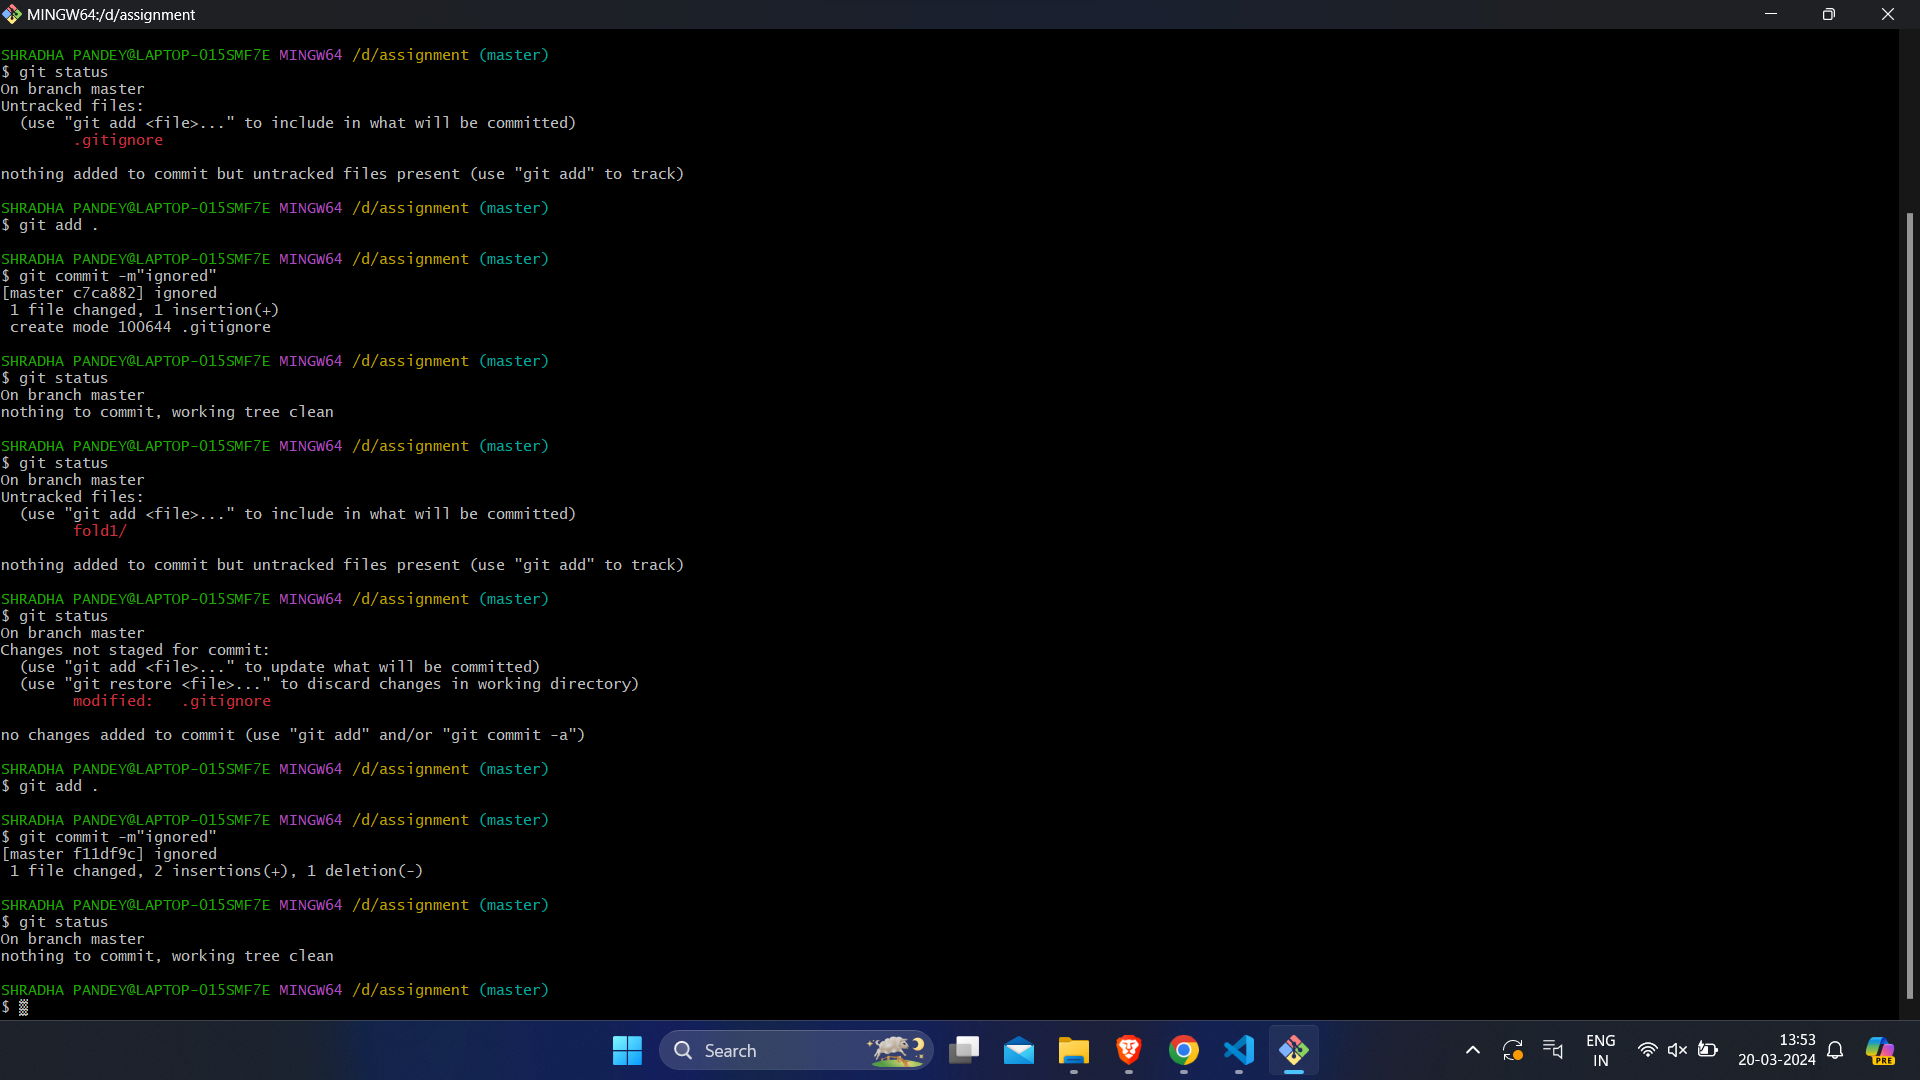 MINGW64:/d/assignment
SHRADHA PANDEY@LAPTOP-O15SMF7E MINGW64 /d/assignment (master)
$ git status
On branch master
Untracked files:
  (use "git add <file>..." to include in what will be committed)
        .gitignore

nothing added to commit but untracked files present (use "git add" to track)

SHRADHA PANDEY@LAPTOP-O15SMF7E MINGW64 /d/assignment (master)
$ git add .

SHRADHA PANDEY@LAPTOP-O15SMF7E MINGW64 /d/assignment (master)
$ git commit -m"ignored"
[master c7ca882] ignored
 1 file changed, 1 insertion(+)
 create mode 100644 .gitignore

SHRADHA PANDEY@LAPTOP-O15SMF7E MINGW64 /d/assignment (master)
$ git status
On branch master
nothing to commit, working tree clean

SHRADHA PANDEY@LAPTOP-O15SMF7E MINGW64 /d/assignment (master)
$ git status
On branch master
Untracked files:
  (use "git add <file>..." to include in what will be committed)
        fold1/

nothing added to commit but untracked files present (use "git add" to track)

SHRADHA PANDEY@LAPTOP-O15SMF7E MINGW64 /d/assignment (master)
$ git status
On branch master
Changes not staged for commit:
  (use "git add <file>..." to update what will be committed)
  (use "git restore <file>..." to discard changes in working directory)
        modified:   .gitignore

no changes added to commit (use "git add" and/or "git commit -a")

SHRADHA PANDEY@LAPTOP-O15SMF7E MINGW64 /d/assignment (master)
$ git add .

SHRADHA PANDEY@LAPTOP-O15SMF7E MINGW64 /d/assignment (master)
$ git commit -m"ignored"
[master f11df9c] ignored
 1 file changed, 2 insertions(+), 1 deletion(-)

SHRADHA PANDEY@LAPTOP-O15SMF7E MINGW64 /d/assignment (master)
$ git status
On branch master
nothing to commit, working tree clean

SHRADHA PANDEY@LAPTOP-O15SMF7E MINGW64 /d/assignment (master)
$
Search
ENG
IN
13:53
20-03-2024
PRE